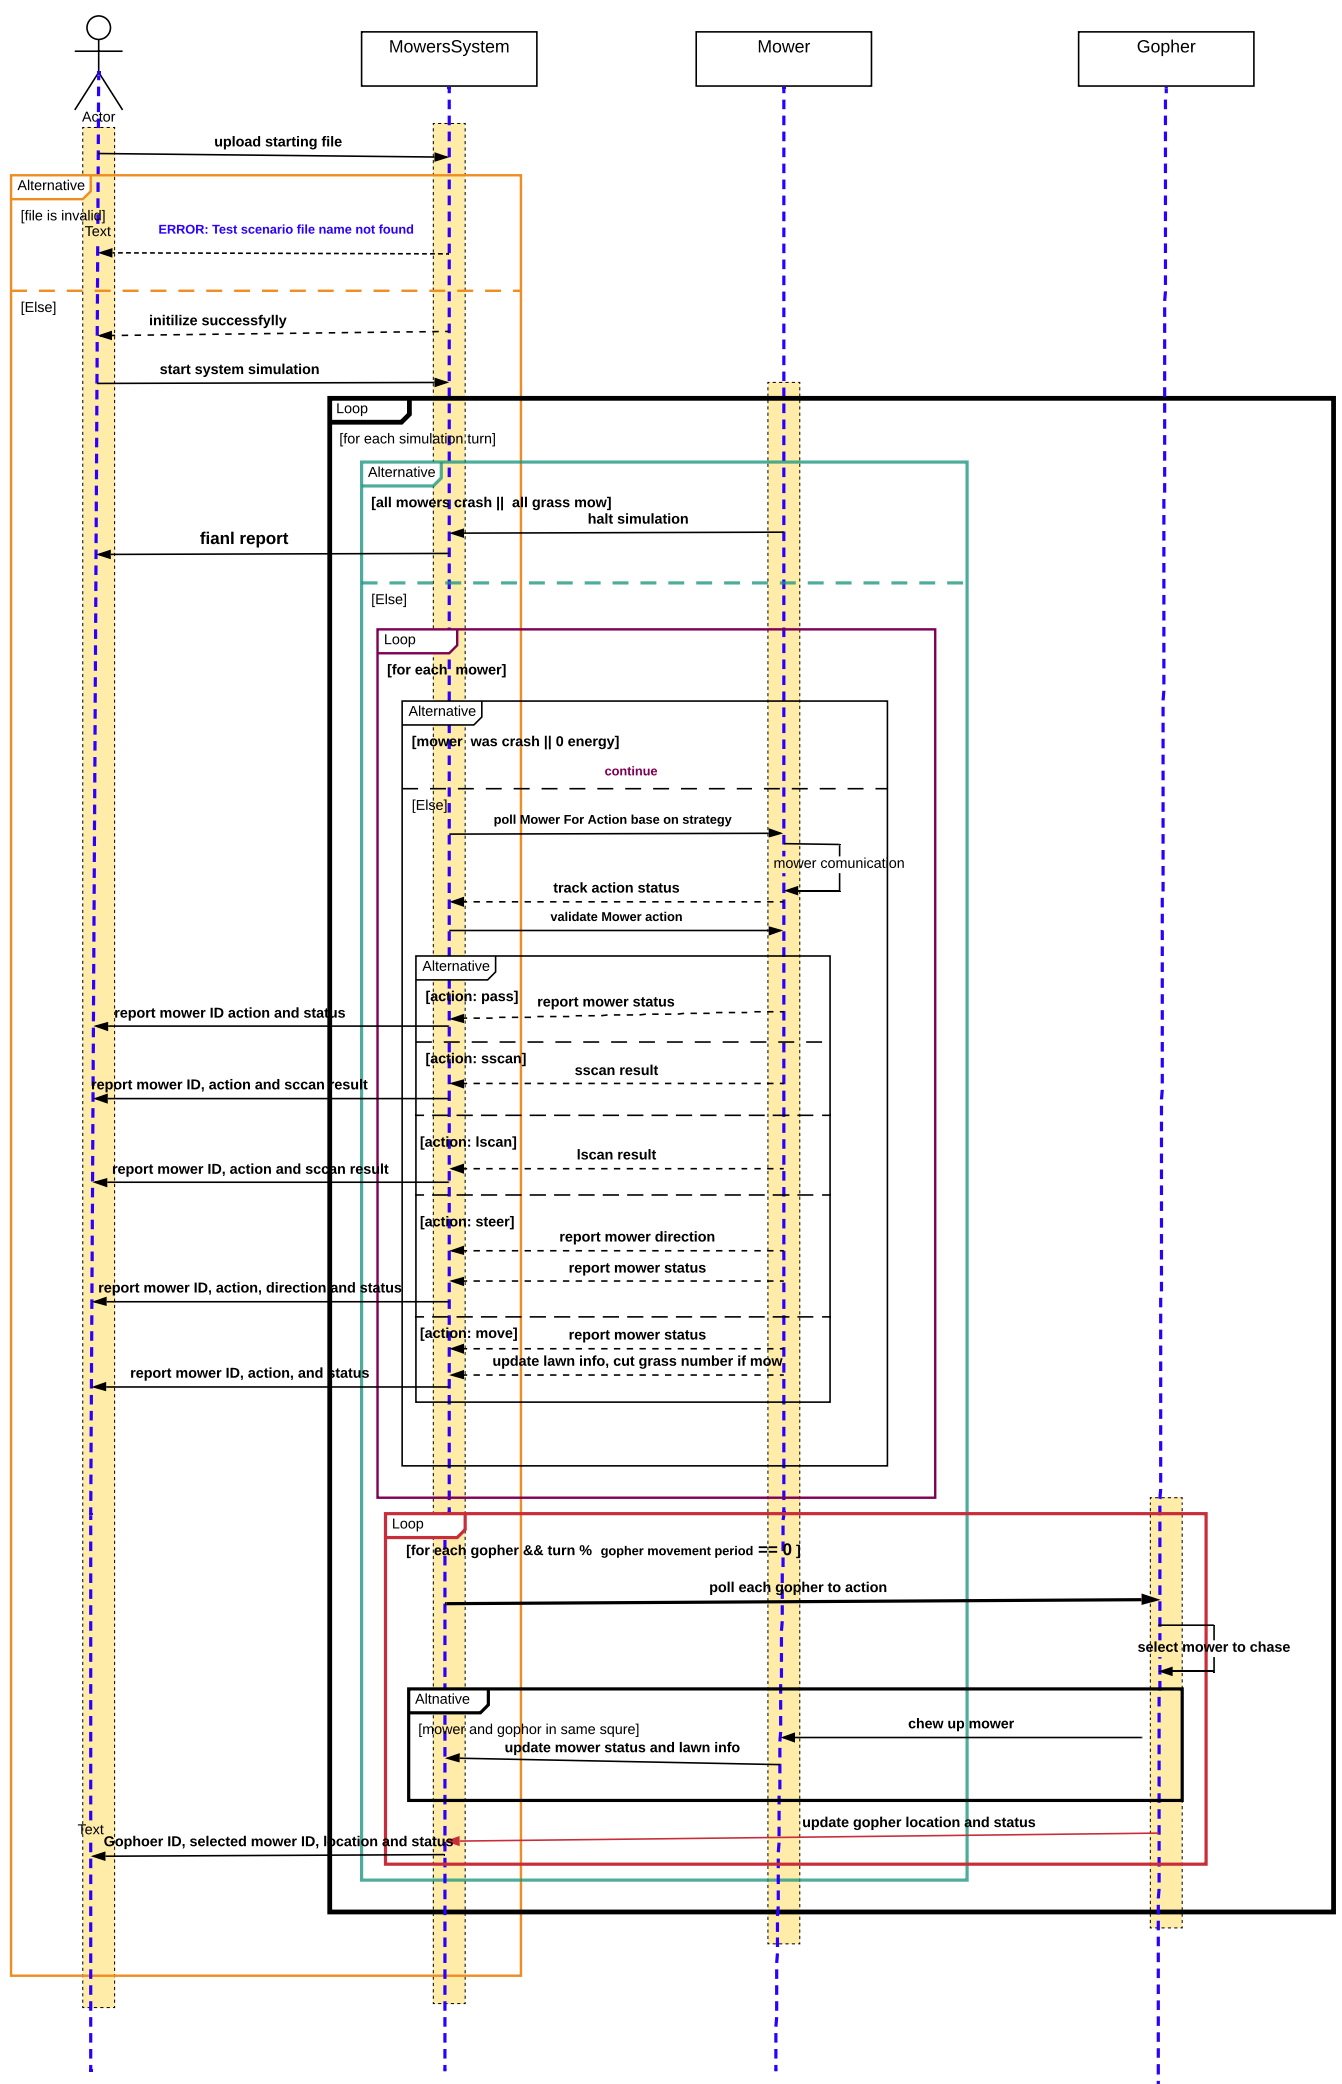 MowersSystem
Mower
Gopher
Actor
upload starting file
Alternative
[file is invalid]
Text
ERROR: Test scenario file name not found
[Else]
initilize successfylly
start system simulation
Loop
[for each simulation turn]
Alternative
[all mowers crash ||  all grass mow]
halt simulation
fianl report
[Else]
Loop
[for each  mower]
Alternative
[mower  was crash || 0 energy]
continue
[Else]
poll Mower For Action base on strategy
mower comunication
track action status
validate Mower action
Alternative
[action: pass]
report mower status
report mower ID action and status
[action: sscan]
sscan result
report mower ID, action and sccan result
[action: lscan]
lscan result
report mower ID, action and sccan result
[action: steer]
report mower direction
report mower status
report mower ID, action, direction and status
[action: move]
report mower status
update lawn info, cut grass number if mow
report mower ID, action, and status
Loop
[for each gopher && turn %  gopher movement period == 0 ]
poll each gopher to action
select mower to chase
Altnative
[mower and gophor in same squre]
chew up mower
update mower status and lawn info
update gopher location and status
Text
Gophoer ID, selected mower ID, location and status